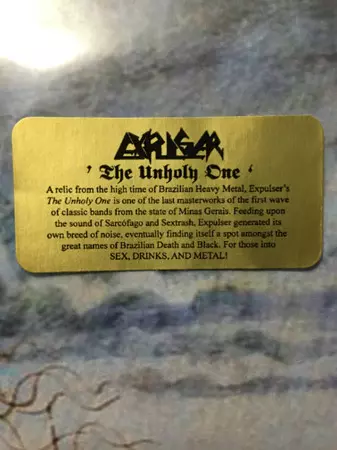 EXPULSER
' The Unholy One '
A relic from the high time of Brazilian Heavy Metal, Expulser's
The Unholy One is one of the last masterworks of the first wave
of classic bands from the state of Minas Gerais. Feeding upon
the sound of Sarcófago and Sextrash, Expulser generated its
own breed of noise, eventually finding itself a spot amongst the
great names of Brazilian Death and Black. For those into
SEX, DRINKS, AND METAL!